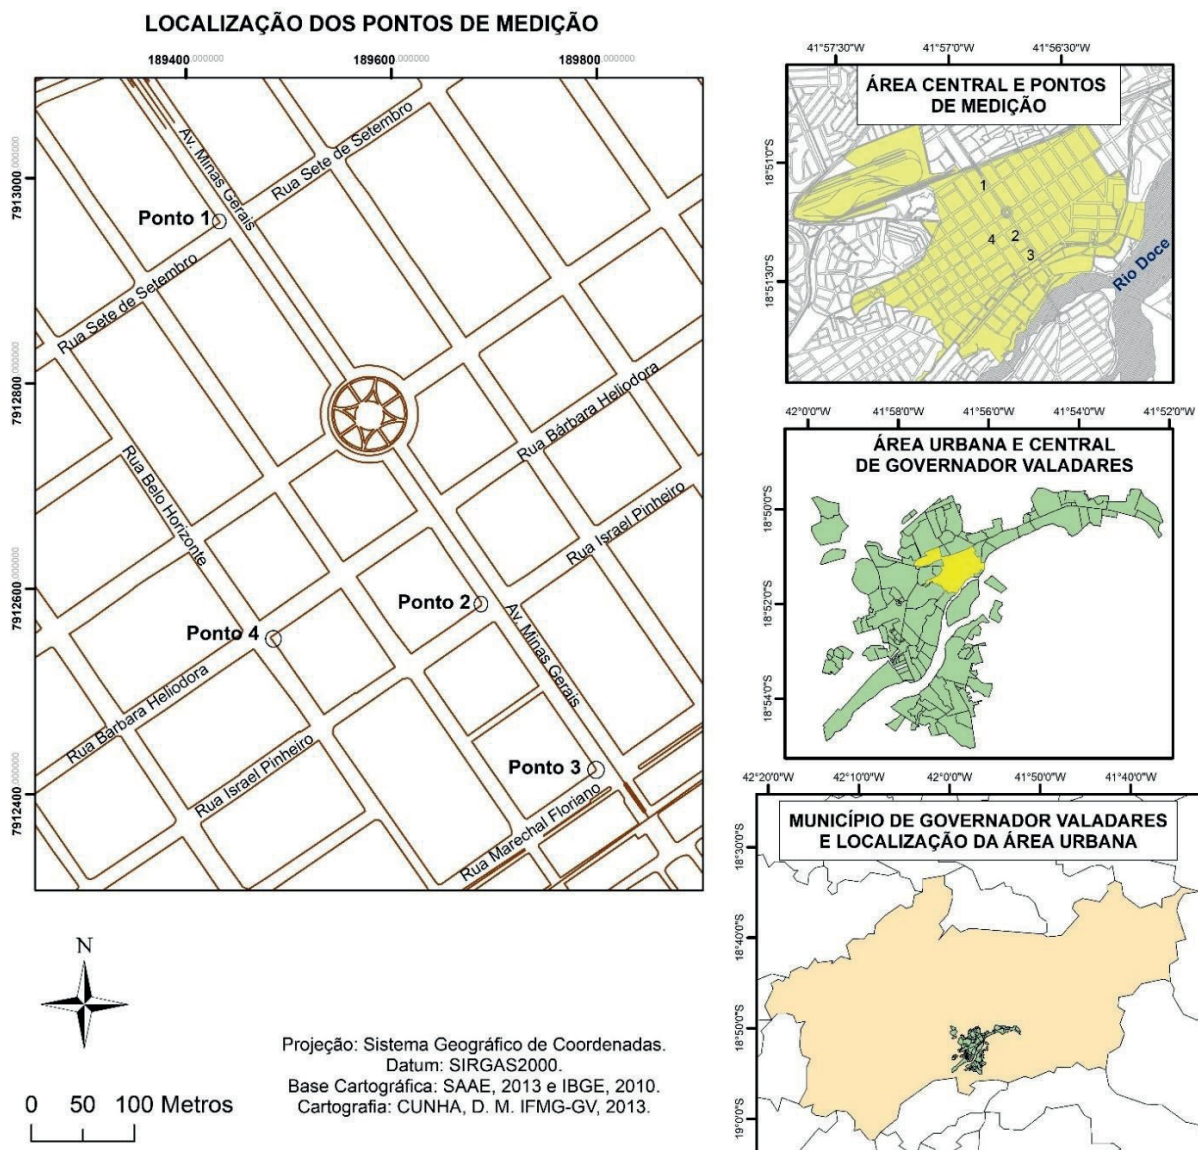 LOCALIZAÇÃO DOS PONTOS DE MEDIÇÃO
189400,000000
189600,000000
189800,000000
7913000,000000
7912800,000000
7912600,000000
7912400,000000
Av. Minas Gerais
Rua Sete de Setembro
Ponto 1
Rua Sete de Setembro
Rua Bárbara Heliodora
Rua Belo Horizonte
Rua Israel Pinheiro
Ponto 2
Av. Minas Gerais
Ponto 4
Rua Bárbara Heliodora
Rua Israel Pinheiro
Ponto 3
Rua Marechal Floriano
N
0 50 100 Metros
Projeção: Sistema Geográfico de Coordenadas.
Datum: SIRGAS2000.
Base Cartográfica: SAAE, 2013 e IBGE, 2010.
Cartografia: CUNHA, D. M. IFMG-GV, 2013.
41°57'30"W
41°57'0"W
41°56'30"W
ÁREA CENTRAL E PONTOS
DE MEDIÇÃO
18°51'0"S
18°51'30"S
1
2
4
3
Rio Doce
42°0'0"W
41°58'0"W
41°56'0"W
41°54'0"W
41°52'0"W
ÁREA URBANA E CENTRAL
DE GOVERNADOR VALADARES
18°50'0"S
18°52'0"S
18°54'0"S
42°20'0"W
42°10'0"W
42°0'0"W
41°50'0"W
41°40'0"W
MUNICÍPIO DE GOVERNADOR VALADARES
E LOCALIZAÇÃO DA ÁREA URBANA
18°30'0"S
18°40'0"S
18°50'0"S
19°0'0"S